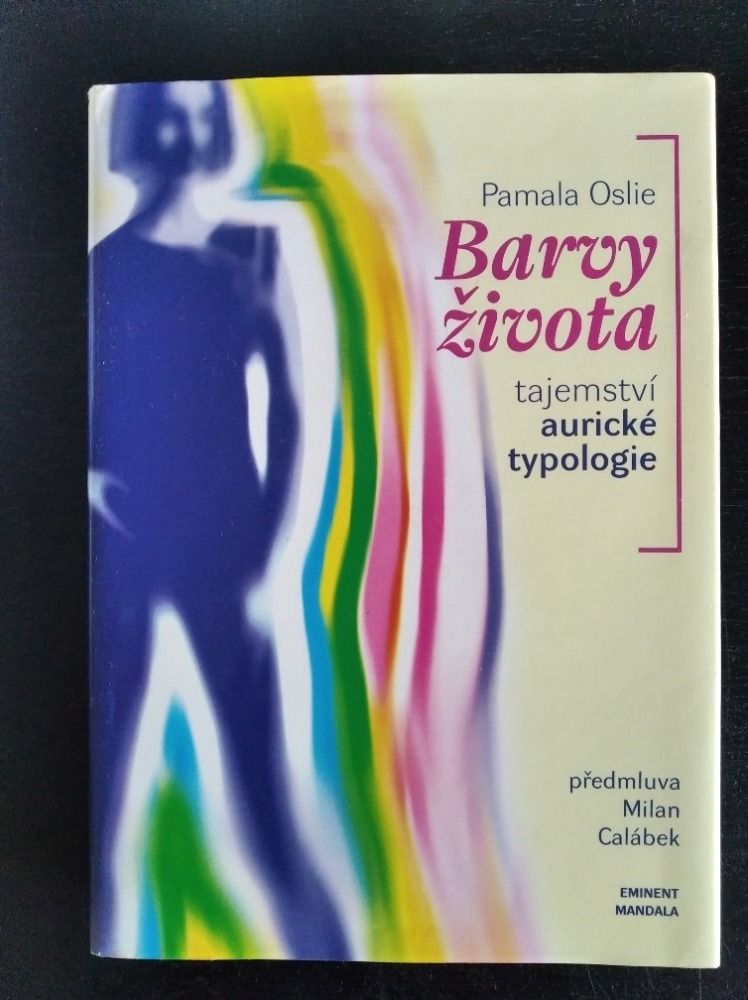 Pamala Oslie
Barvy
života
tajemství
aurické
typologie
předmluva
Milan
Calábek
EMINENT
MANDALA